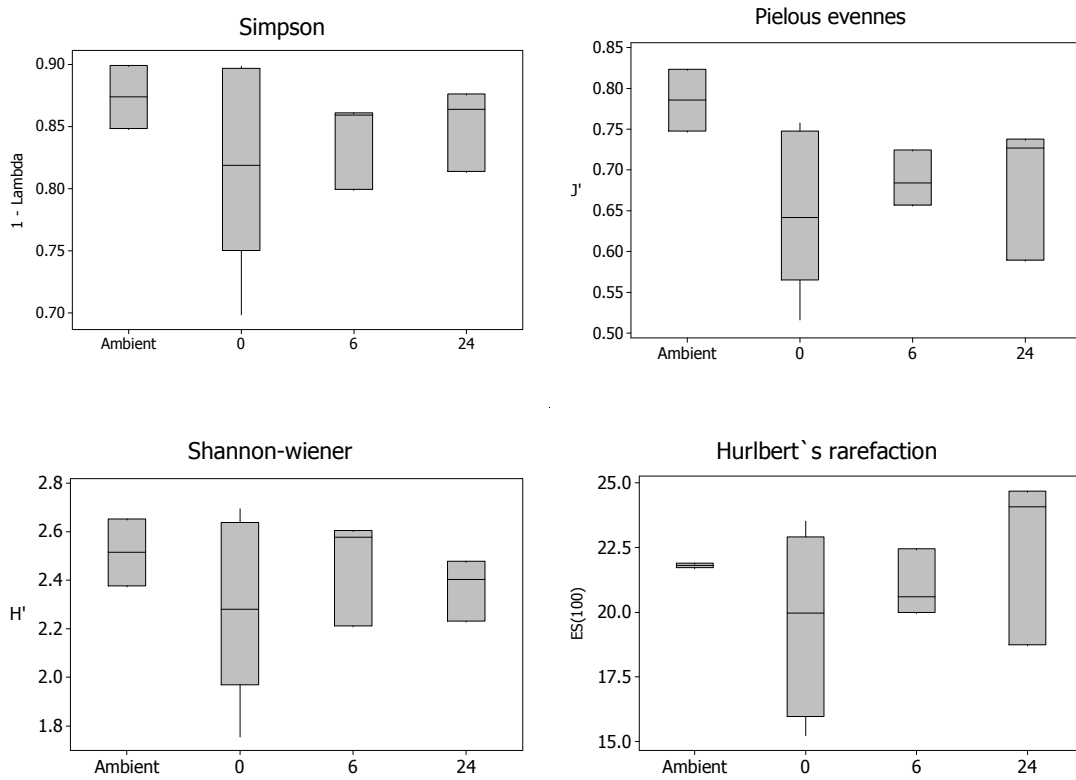 Simpson
1 - Lambda
0.90
0.85
0.80
0.75
0.70
Ambient 0 6 24
Pielous evennes
J'
0.85
0.80
0.75
0.70
0.65
0.60
0.55
0.50
Ambient 0 6 24
Shannon-wiener
H'
2.8
2.6
2.4
2.2
2.0
1.8
Ambient 0 6 24
Hurlbert`s rarefaction
ES(100)
25.0
22.5
20.0
17.5
15.0
Ambient 0 6 24